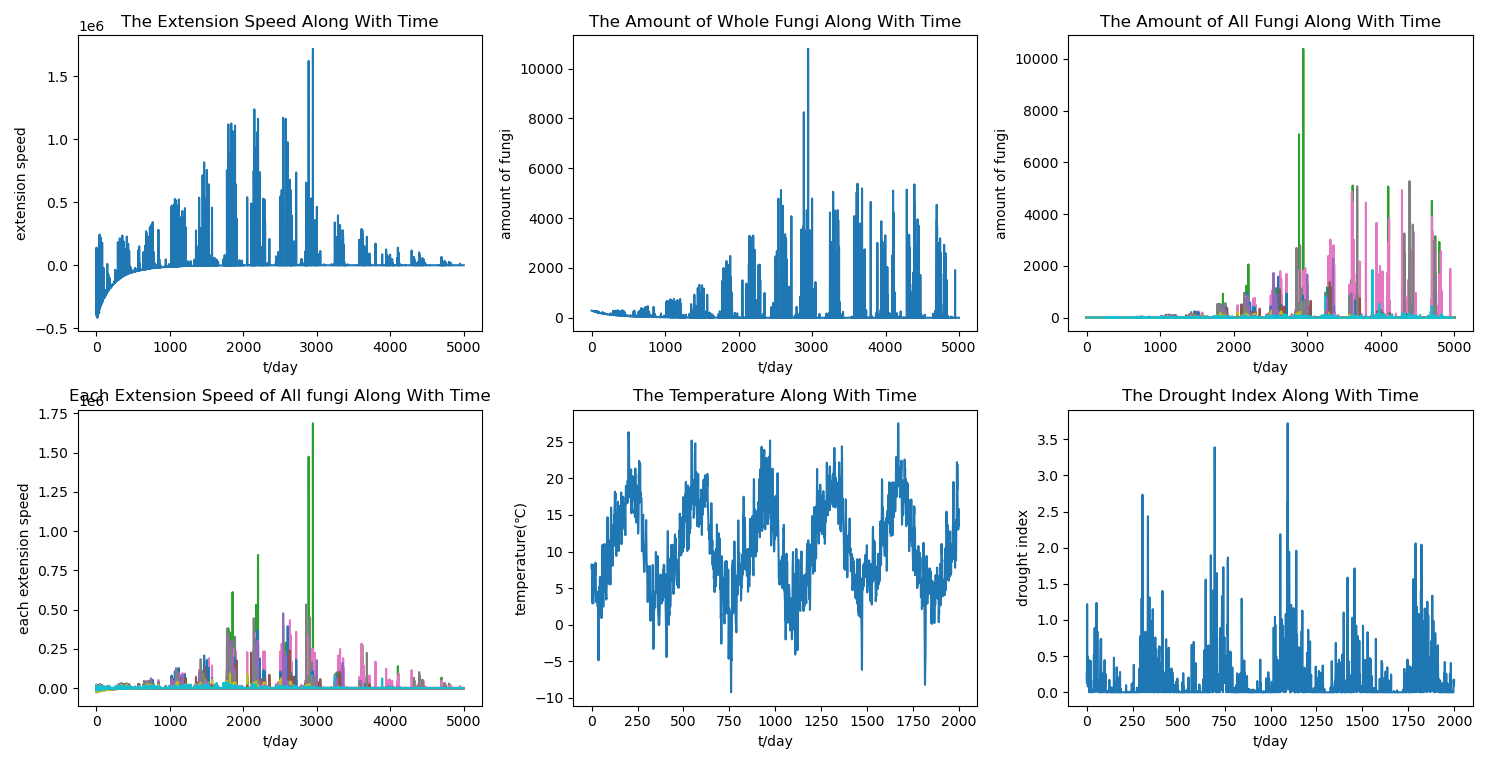 The Extension Speed Along With Time
1e6
1.5
1.0
0.5
0.0
−0.5
extension speed
0 1000 2000 3000 4000 5000
t/day
The Amount of Whole Fungi Along With Time
10000
8000
6000
4000
2000
0
amount of fungi
0 1000 2000 3000 4000 5000
t/day
The Amount of All Fungi Along With Time
10000
8000
6000
4000
2000
0
amount of fungi
0 1000 2000 3000 4000 5000
t/day
Each Extension Speed of All fungi Along With Time
1e6
1.75
1.50
1.25
1.00
0.75
0.50
0.25
0.00
each extension speed
0 1000 2000 3000 4000 5000
t/day
The Temperature Along With Time
25
20
15
10
5
0
−5
−10
temperature(℃)
0 250 500 750 1000 1250 1500 1750 2000
t/day
The Drought Index Along With Time
3.5
3.0
2.5
2.0
1.5
1.0
0.5
0.0
drought index
0 250 500 750 1000 1250 1500 1750 2000
t/day